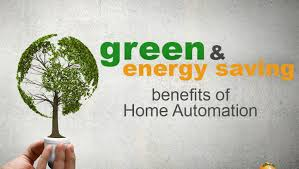 green &
energy saving
benefits of
Home Automation